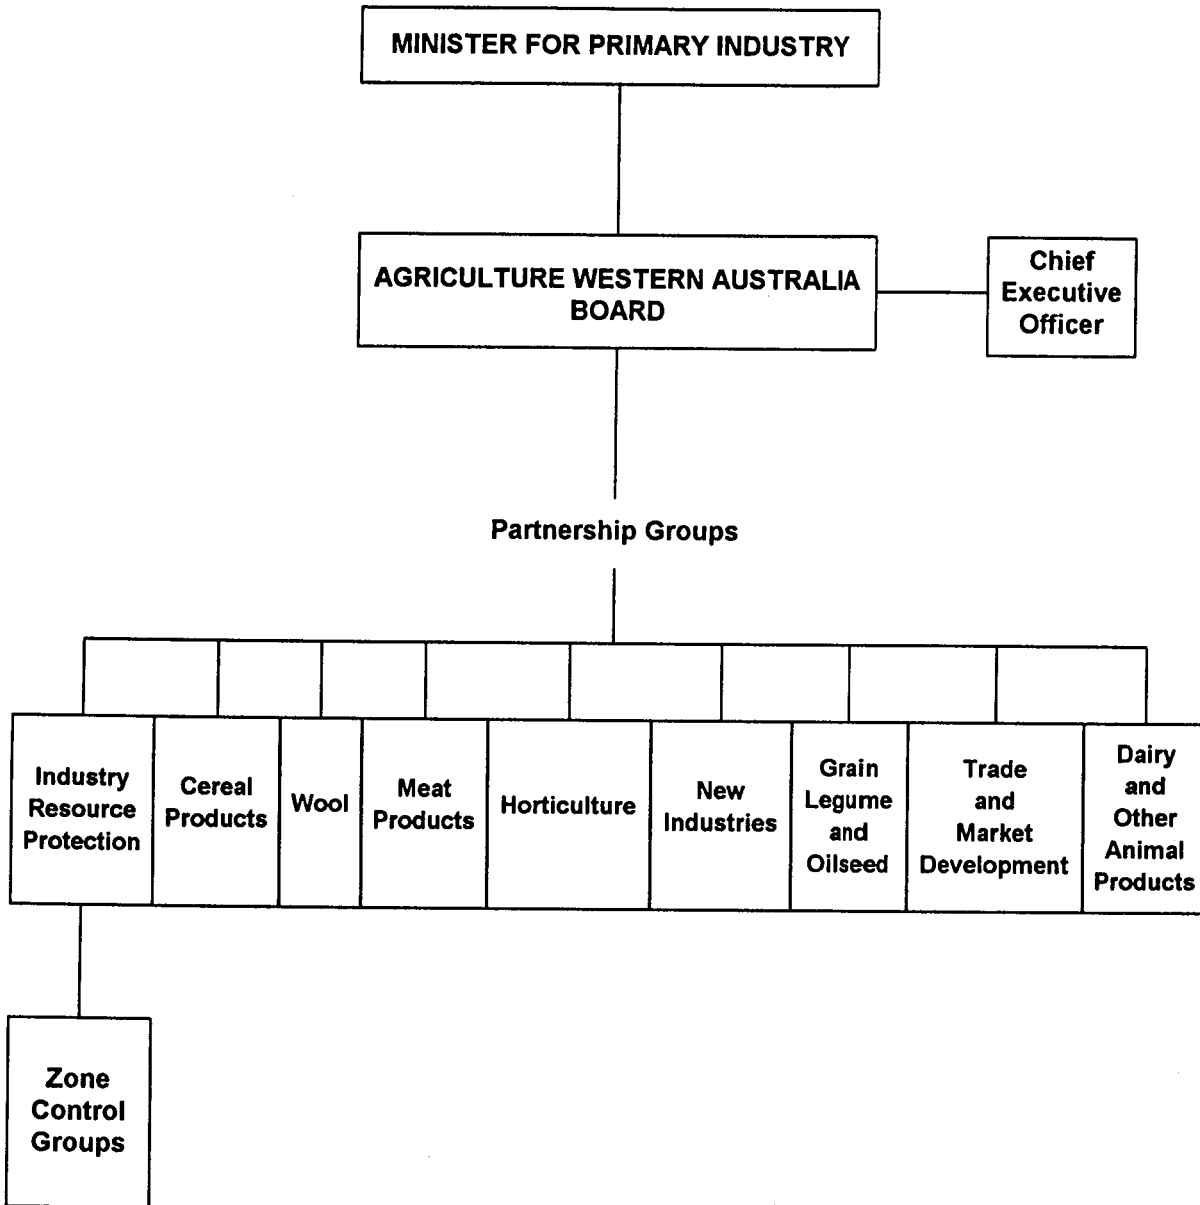 MINISTER FOR PRIMARY INDUSTRY
AGRICULTURE WESTERN AUSTRALIA
BOARD
Chief
Executive
Officer
Partnership Groups
Industry
Resource
Protection
Cereal
Products
Wool
Meat
Products
Horticulture
New
Industries
Grain
Legume
and
Oilseed
Trade
and
Market
Development
Dairy
and
Other
Animal
Products
Zone
Control
Groups